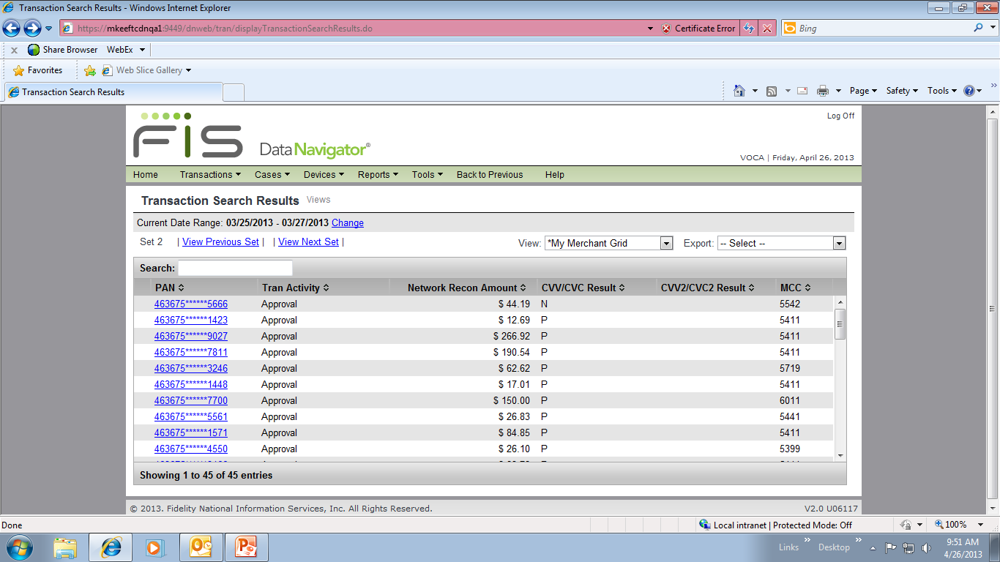 Transaction Search Results - Windows Internet Explorer
https://mkeeftcdnqa1:9449/dnweb/tran/displayTransactionSearchResults.do Certificate Error Bing
x Share Browser WebEx
Favorites Web Slice Gallery
Transaction Search Results Page Safety Tools
Log Off
FIS DataNavigator®
VOCA | Friday, April 26, 2013
Home Transactions Cases Devices Reports Tools Back to Previous Help
Transaction Search Results Views
Current Date Range: 03/25/2013 - 03/27/2013 Change
Set 2 | View Previous Set | | View Next Set | View: *My Merchant Grid Export: -- Select --
Search:
PAN Tran Activity Network Recon Amount CVV/CVC Result CVV2/CVC2 Result MCC
463675******5666 Approval $ 44.19 N 5542
463675******1423 Approval $ 12.69 P 5411
463675******9027 Approval $ 266.92 P 5411
463675******7811 Approval $ 190.54 P 5411
463675******3246 Approval $ 62.62 P 5719
463675******1448 Approval $ 17.01 P 5411
463675******7700 Approval $ 150.00 P 6011
463675******5561 Approval $ 26.83 P 5441
463675******1571 Approval $ 84.85 P 5411
463675******4550 Approval $ 26.10 P 5399
Showing 1 to 45 of 45 entries
© 2013. Fidelity National Information Services, Inc. All Rights Reserved. V2.0 U06117
Done Local intranet | Protected Mode: Off 100%
Links » Desktop » 9:51 AM
4/26/2013